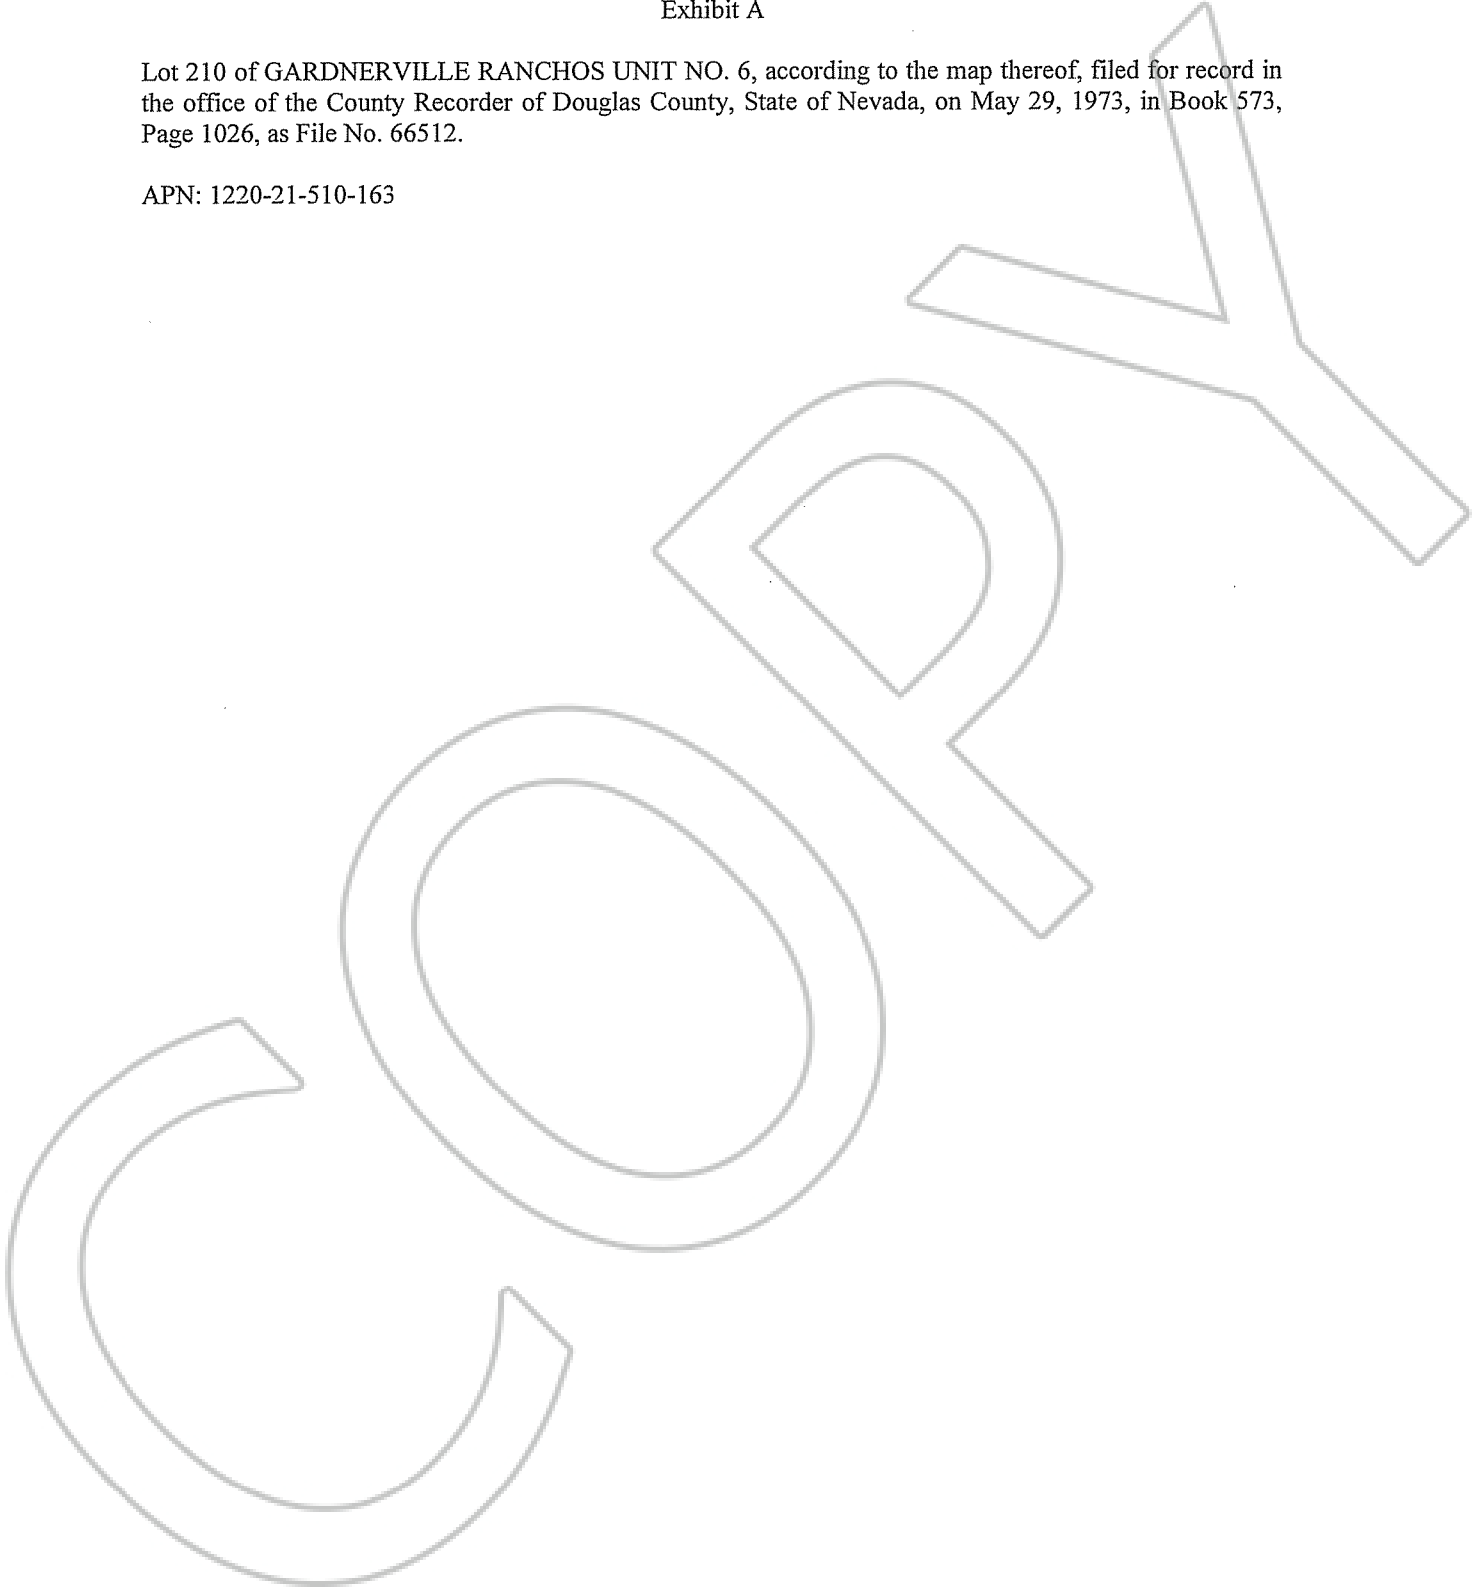 Exhibit A
Lot 210 of GARDNERVILLE RANCHOS UNIT NO. 6, according to the map thereof, filed for record in
the office of the County Recorder of Douglas County, State of Nevada, on May 29, 1973, in Book 573,
Page 1026, as File No. 66512.
APN: 1220-21-510-163
COPY